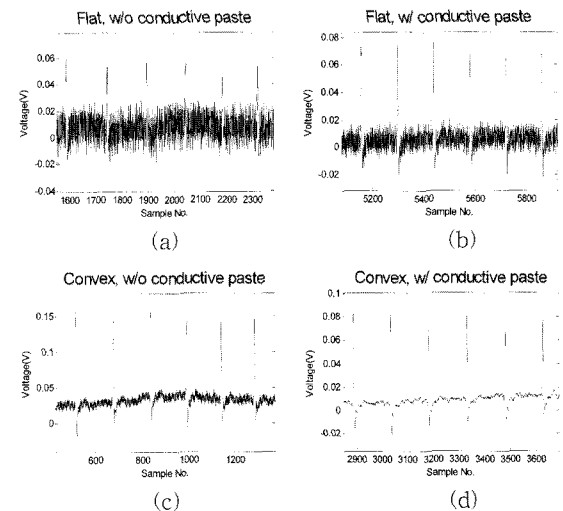 Flat, w/o conductive paste
0.06
0.04
0.02
0
-0.02
-0.04
Voltage(V)
1600 1700 1800 1900 2000 2100 2200 2300
Sample No.
(a)
Flat, w/ conductive paste
0.08
0.06
0.04
0.02
0
-0.02
Voltage(V)
5200 5400 5600 5800
Sample No.
(b)
Convex, w/o conductive paste
0.15
0.1
0.05
0
Voltage(V)
600 800 1000 1200
Sample No.
(c)
Convex, w/ conductive paste
0.1
0.08
0.06
0.04
0.02
0
-0.02
Voltage(V)
2900 3000 3100 3200 3300 3400 3500 3600
Sample No.
(d)